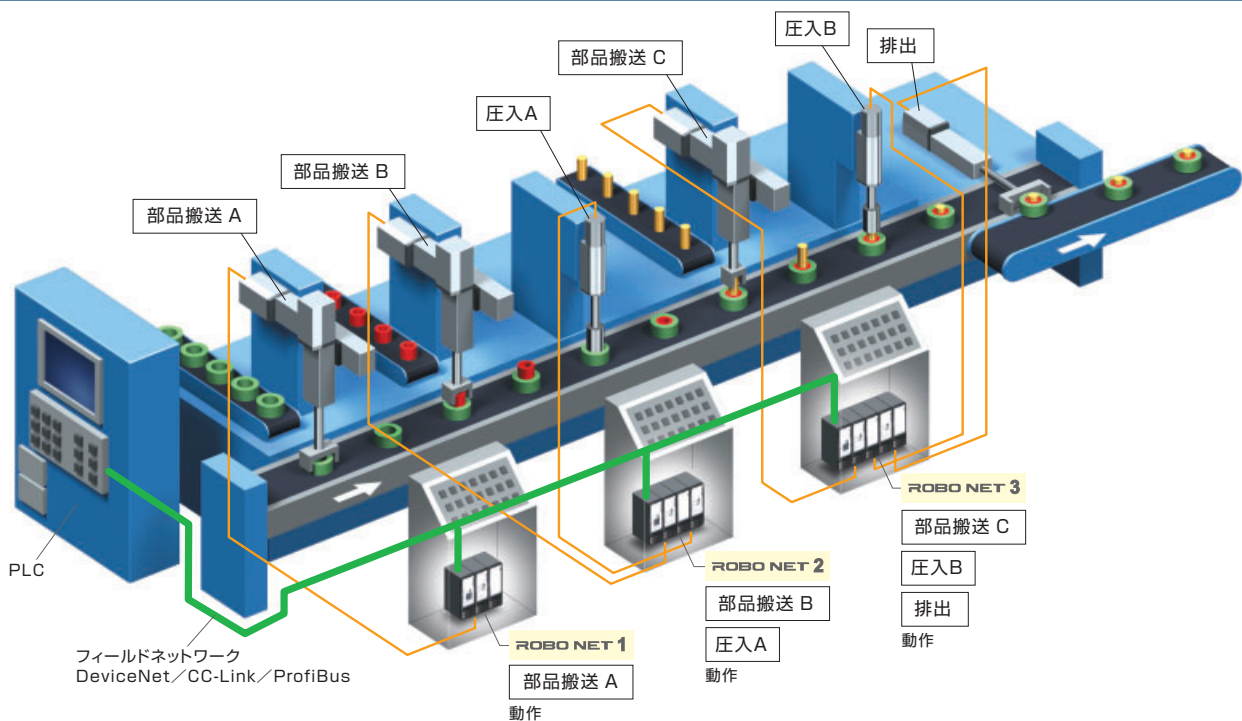 圧入B
排出
部品搬送 C
圧入A
部品搬送 B
部品搬送 A
PLC
フィールドネットワーク
DeviceNet／CC-Link／ProfiBus
ROBO NET 1
部品搬送 A
動作
ROBO NET 2
部品搬送 B
圧入A
動作
ROBO NET 3
部品搬送 C
圧入B
排出
動作